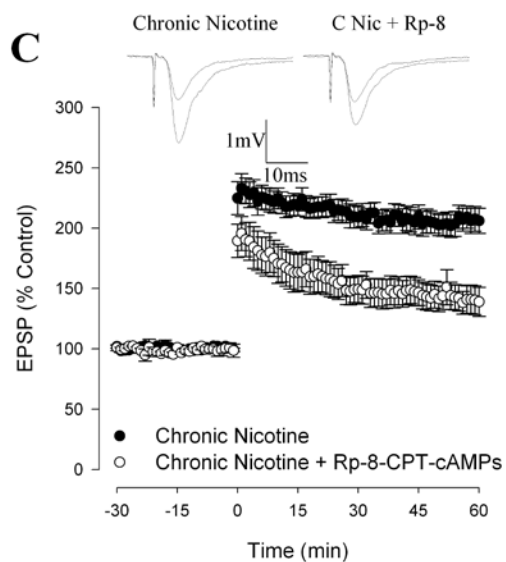 C
Chronic Nicotine
C Nic + Rp-8
1mV
10ms
EPSP (% Control)
300
250
200
150
100
50
0
Chronic Nicotine
Chronic Nicotine + Rp-8-CPT-cAMPs
-30
-15
0
15
30
45
60
Time (min)